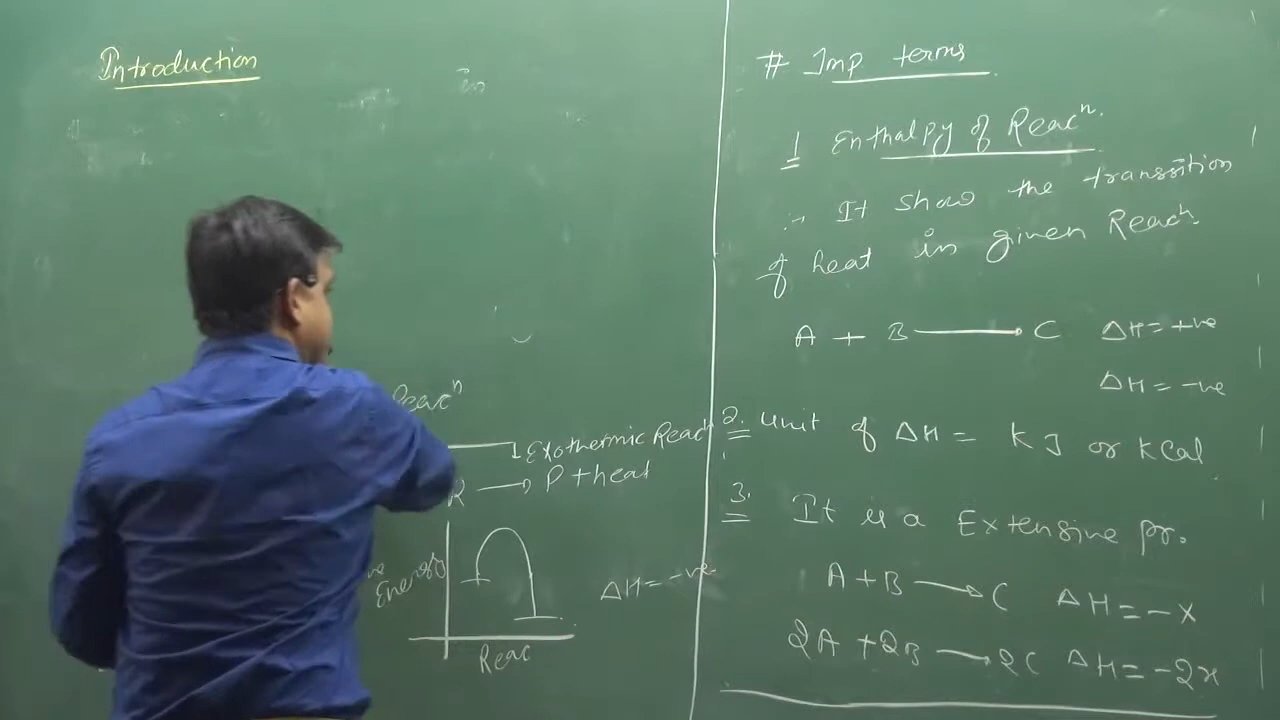 Introduction
in
Reacⁿ
Exothermic Reacⁿ
R → P + heat
Energy
ΔH = -ve
Reac
# Imp terms
1 Enthalpy of Reacⁿ.
:- It show the transsition
of heat in given Reacⁿ.
A + B → C ΔH = +ve
ΔH = -ve
2. unit of ΔH = KJ or Kcal
3. It is a Extensive pr.
A + B → C ΔH = -x
2A + 2B → 2C ΔH = -2x